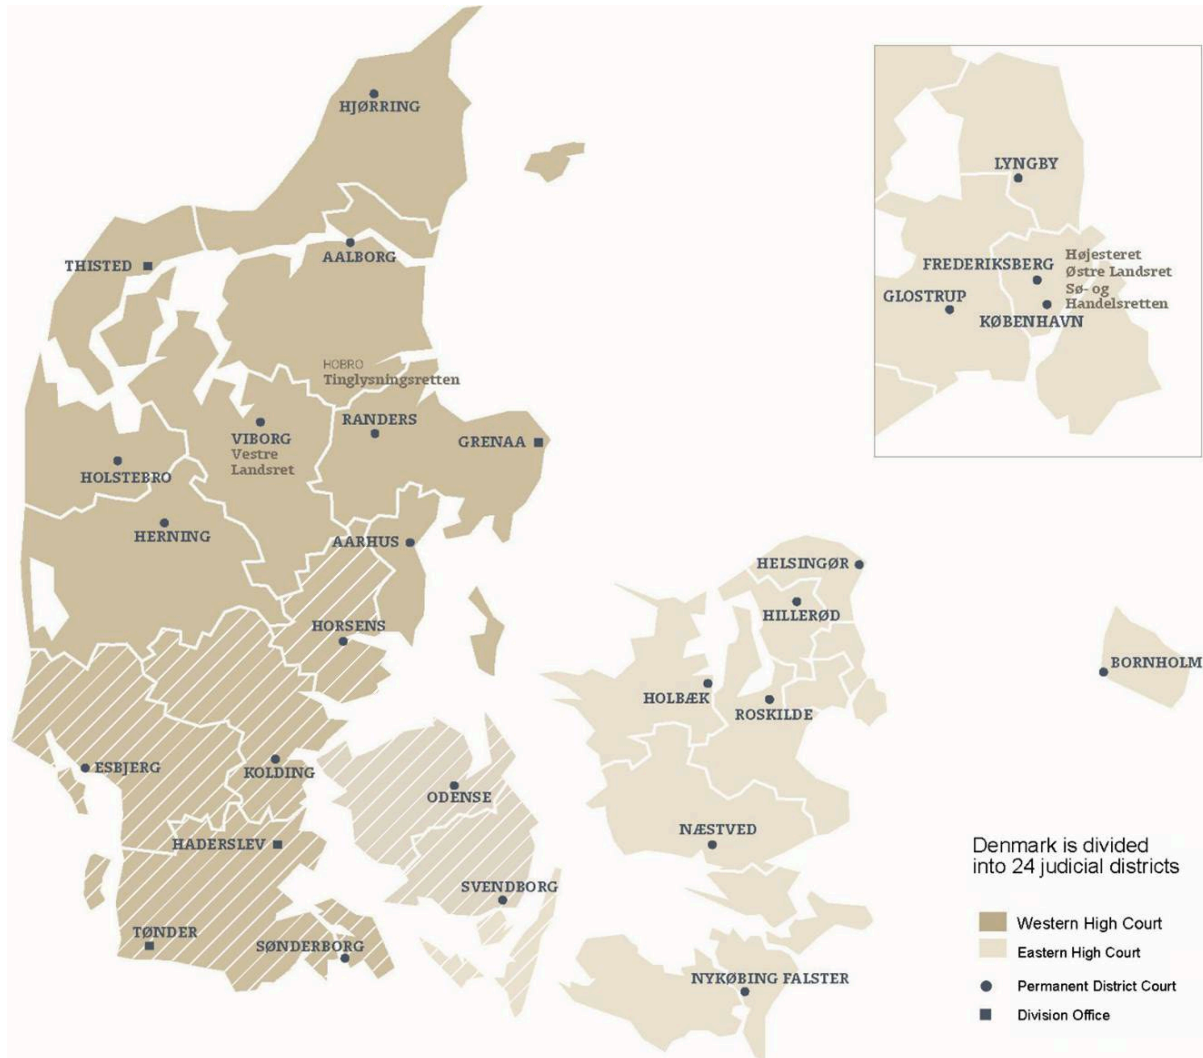 HJØRRING
LYNGBY
THISTED
AALBORG
FREDERIKSBERG
Højesteret
Østre Landsret
Sø- og
Handelsretten
GLOSTRUP
KØBENHAVN
HOBRO
Tinglysningsretten
RANDERS
VIBORG
Vestre
Landsret
GRENAA
HOLSTEBRO
HERNING
AARHUS
HELSINGØR
HILLERØD
HORSENS
BORNHOLM
HOLBÆK
ROSKILDE
ESBJERG
KOLDING
ODENSE
NÆSTVED
HADERSLEV
SVENDBORG
TØNDER
SØNDERBORG
NYKØBING FALSTER
Denmark is divided
into 24 judicial districts
Western High Court
Eastern High Court
Permanent District Court
Division Office